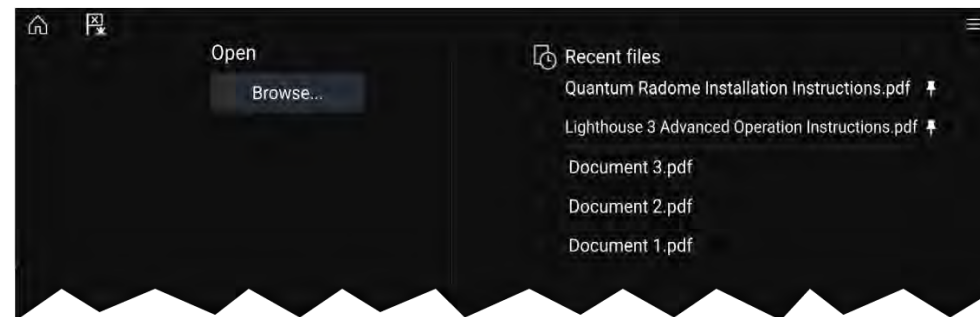 Open
Browse...
Recent files
Quantum Radome Installation Instructions.pdf
Lighthouse 3 Advanced Operation Instructions.pdf
Document 3.pdf
Document 2.pdf
Document 1.pdf